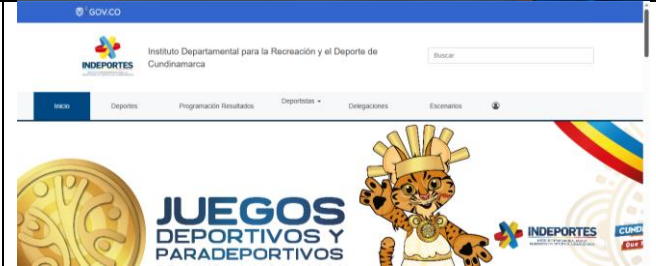 GOV.CO
INDEPORTES
Instituto Departamental para la Recreación y el Deporte de
Cundinamarca
Buscar
Inicio
Deportes
Programación Resultados
Deportistas
Delegaciones
Escenarios
JUEGOS
DEPORTIVOS Y
PARADEPORTIVOS
INDEPORTES